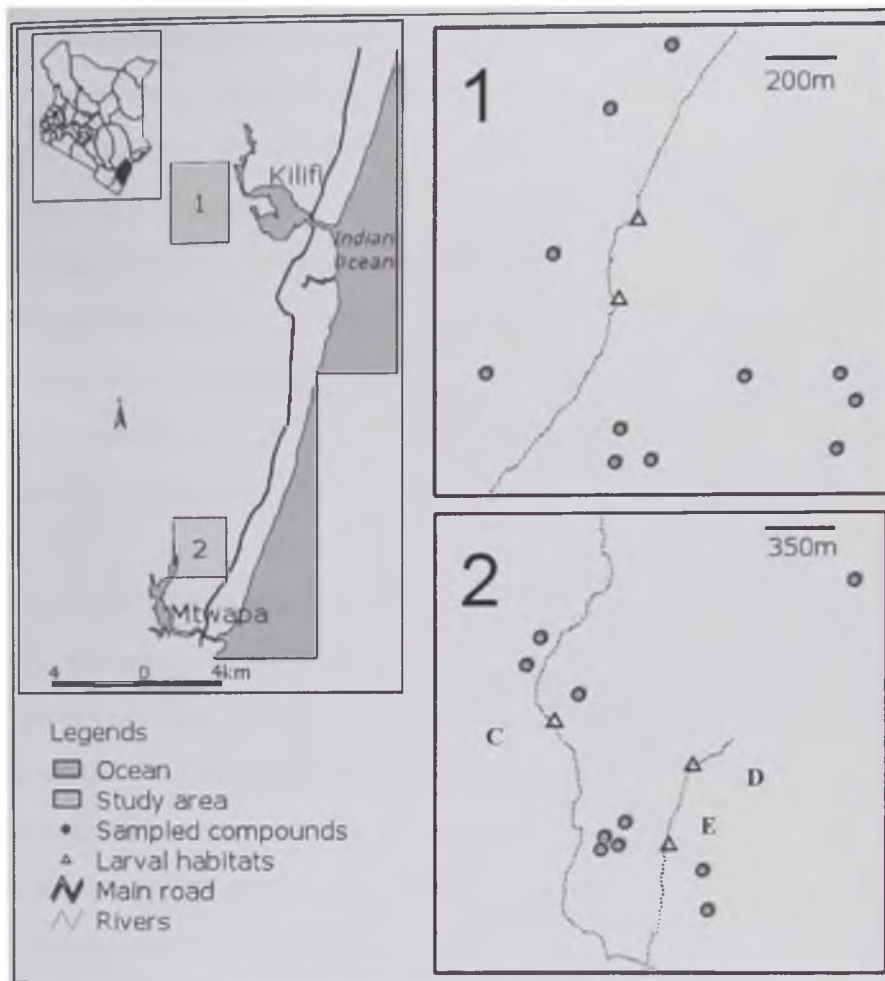 Kilifi
1
Indian
Ocean
2
Mtwapa
4 0 4km
Legends
Ocean
Study area
Sampled compounds
Larval habitats
Main road
Rivers
1
200m
2
350m
C
D
E